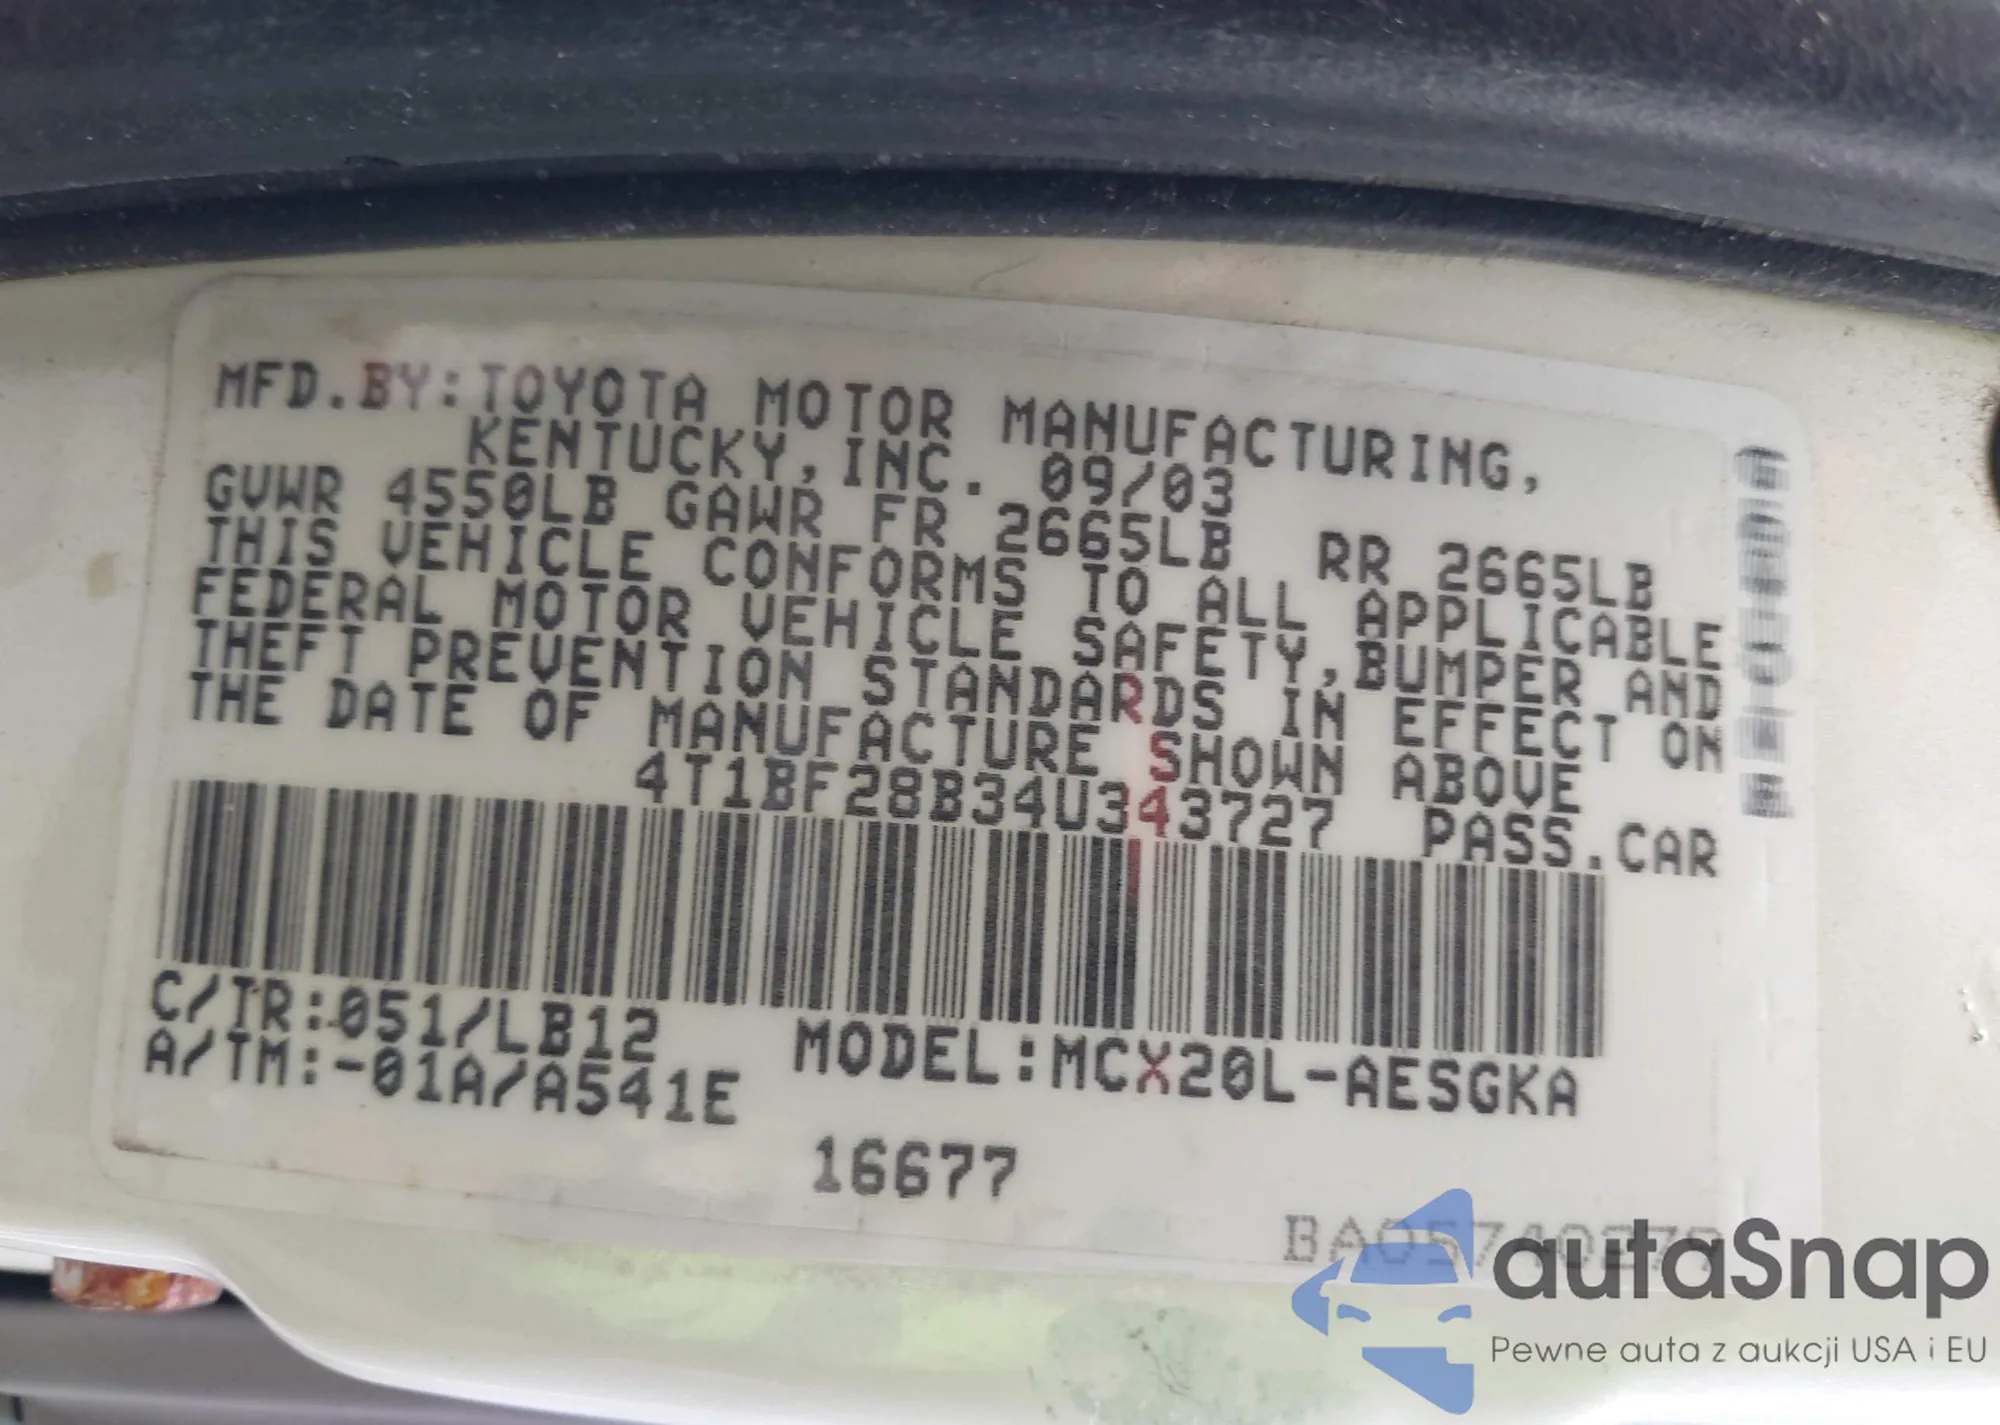 MFD.BY:TOYOTA MOTOR MANUFACTURING,
KENTUCKY,INC. 09/03
GVWR 4550LB GAWR FR 2665LB RR 2665LB
THIS VEHICLE CONFORMS TO ALL APPLICABLE
FEDERAL MOTOR VEHICLE SAFETY,BUMPER AND
THEFT PREVENTION STANDARDS IN EFFECT ON
THE DATE OF MANUFACTURE SHOWN ABOVE
4T1BF28B34U343727 PASS.CAR
C/TR:051/LB12
A/TM:-01A/A541E
MODEL:MCX20L-AESGKA
16677
autaSnap
Pewne auta z aukcji USA i EU